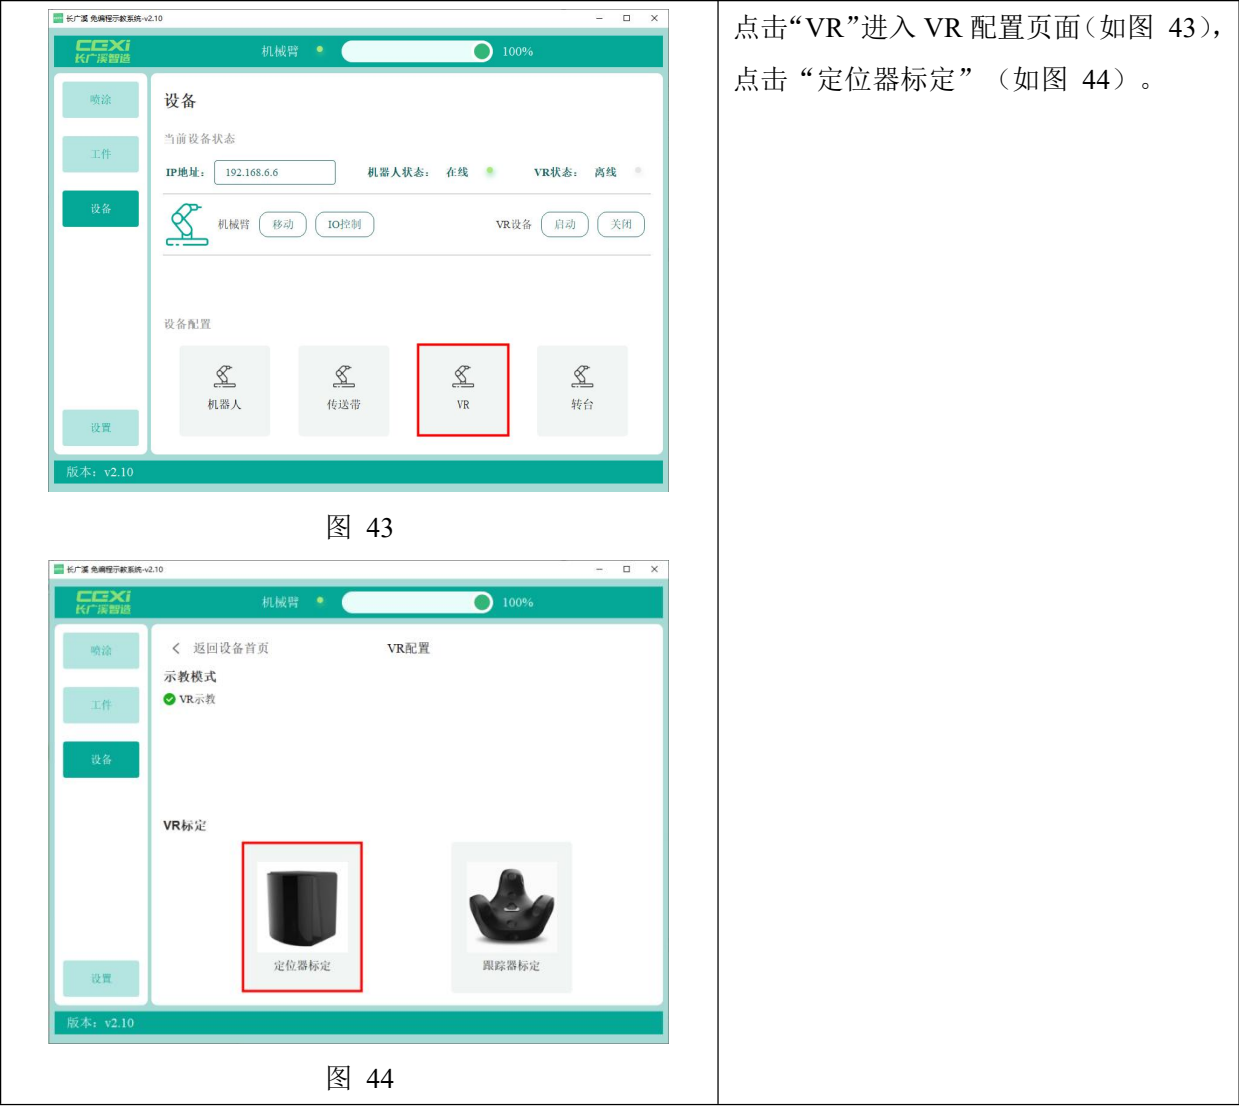 长广溪 免编程示教系统-v2.10
CGXi
长广溪智造
机械臂
100%
喷涂
工件
设备
设置
设备
当前设备状态
IP地址：
192.168.6.6
机器人状态： 在线
VR状态： 离线
机械臂
移动
IO控制
VR设备
启动
关闭
设备配置
机器人
传送带
VR
转台
版本：v2.10
图 43
长广溪 免编程示教系统-v2.10
CGXi
长广溪智造
机械臂
100%
喷涂
工件
设备
设置
返回设备首页
VR配置
示教模式
VR示教
VR标定
定位器标定
跟踪器标定
版本：v2.10
图 44
点击“VR”进入 VR 配置页面（如图 43），
点击“定位器标定”（如图 44）。